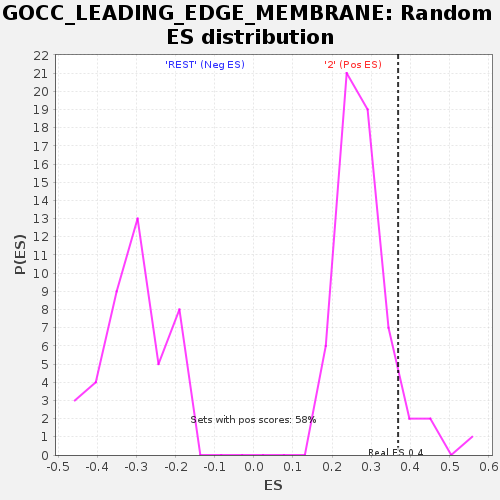 GOCC_LEADING_EDGE_MEMBRANE: Random
ES distribution
'REST' (Neg ES)
'2' (Pos ES)
22
21
20
19
18
17
16
15
14
13
12
11
10
9
8
7
6
5
4
3
2
1
0
P(ES)
Sets with pos scores: 58%
Real ES 0.4
-0.5 -0.4 -0.3 -0.2 -0.1 0.0 0.1 0.2 0.3 0.4 0.5 0.6
ES